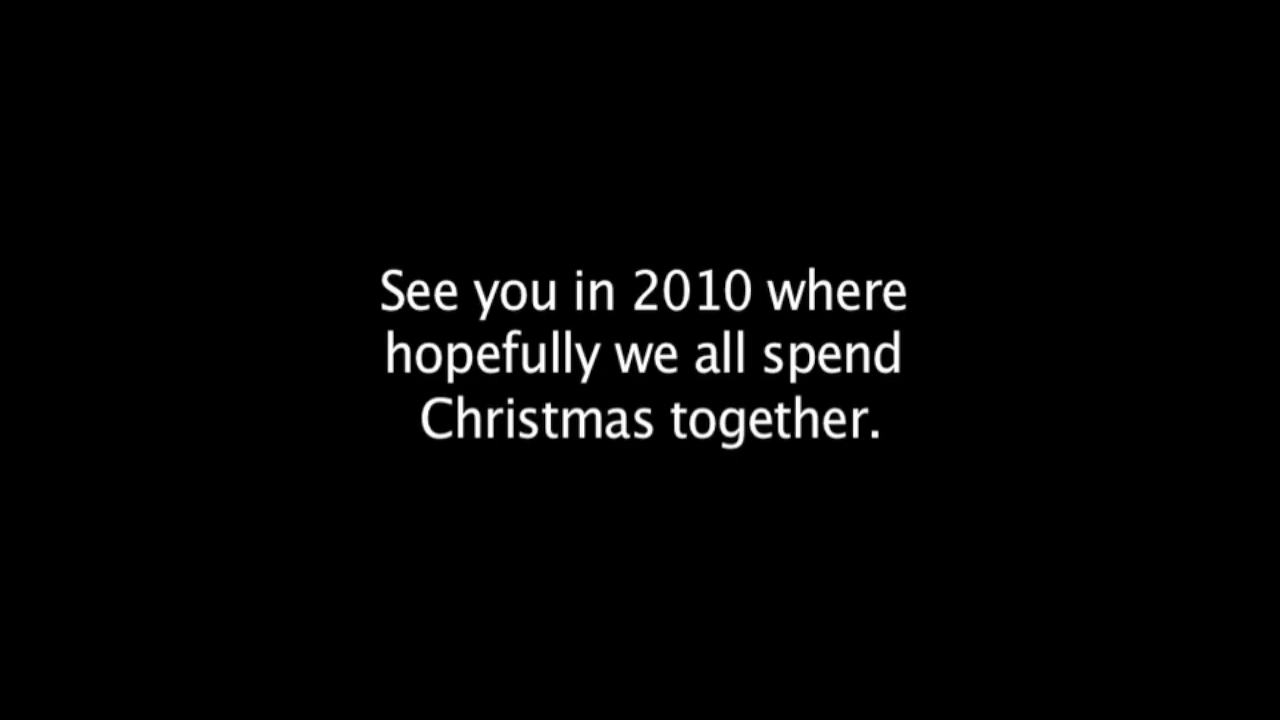 See you in 2010 where
hopefully we all spend
Christmas together.